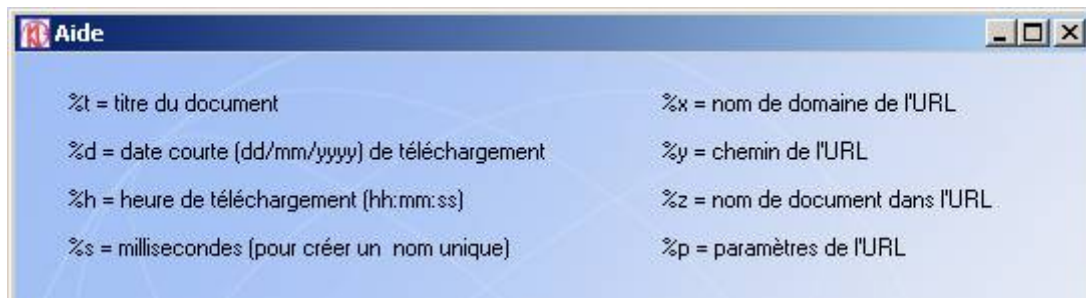 Aide
%t = titre du document
%d = date courte (dd/mm/yyyy) de téléchargement
%h = heure de téléchargement (hh:mm:ss)
%s = millisecondes (pour créer un  nom unique)
%x = nom de domaine de l'URL
%y = chemin de l'URL
%z = nom de document dans l'URL
%p = paramètres de l'URL